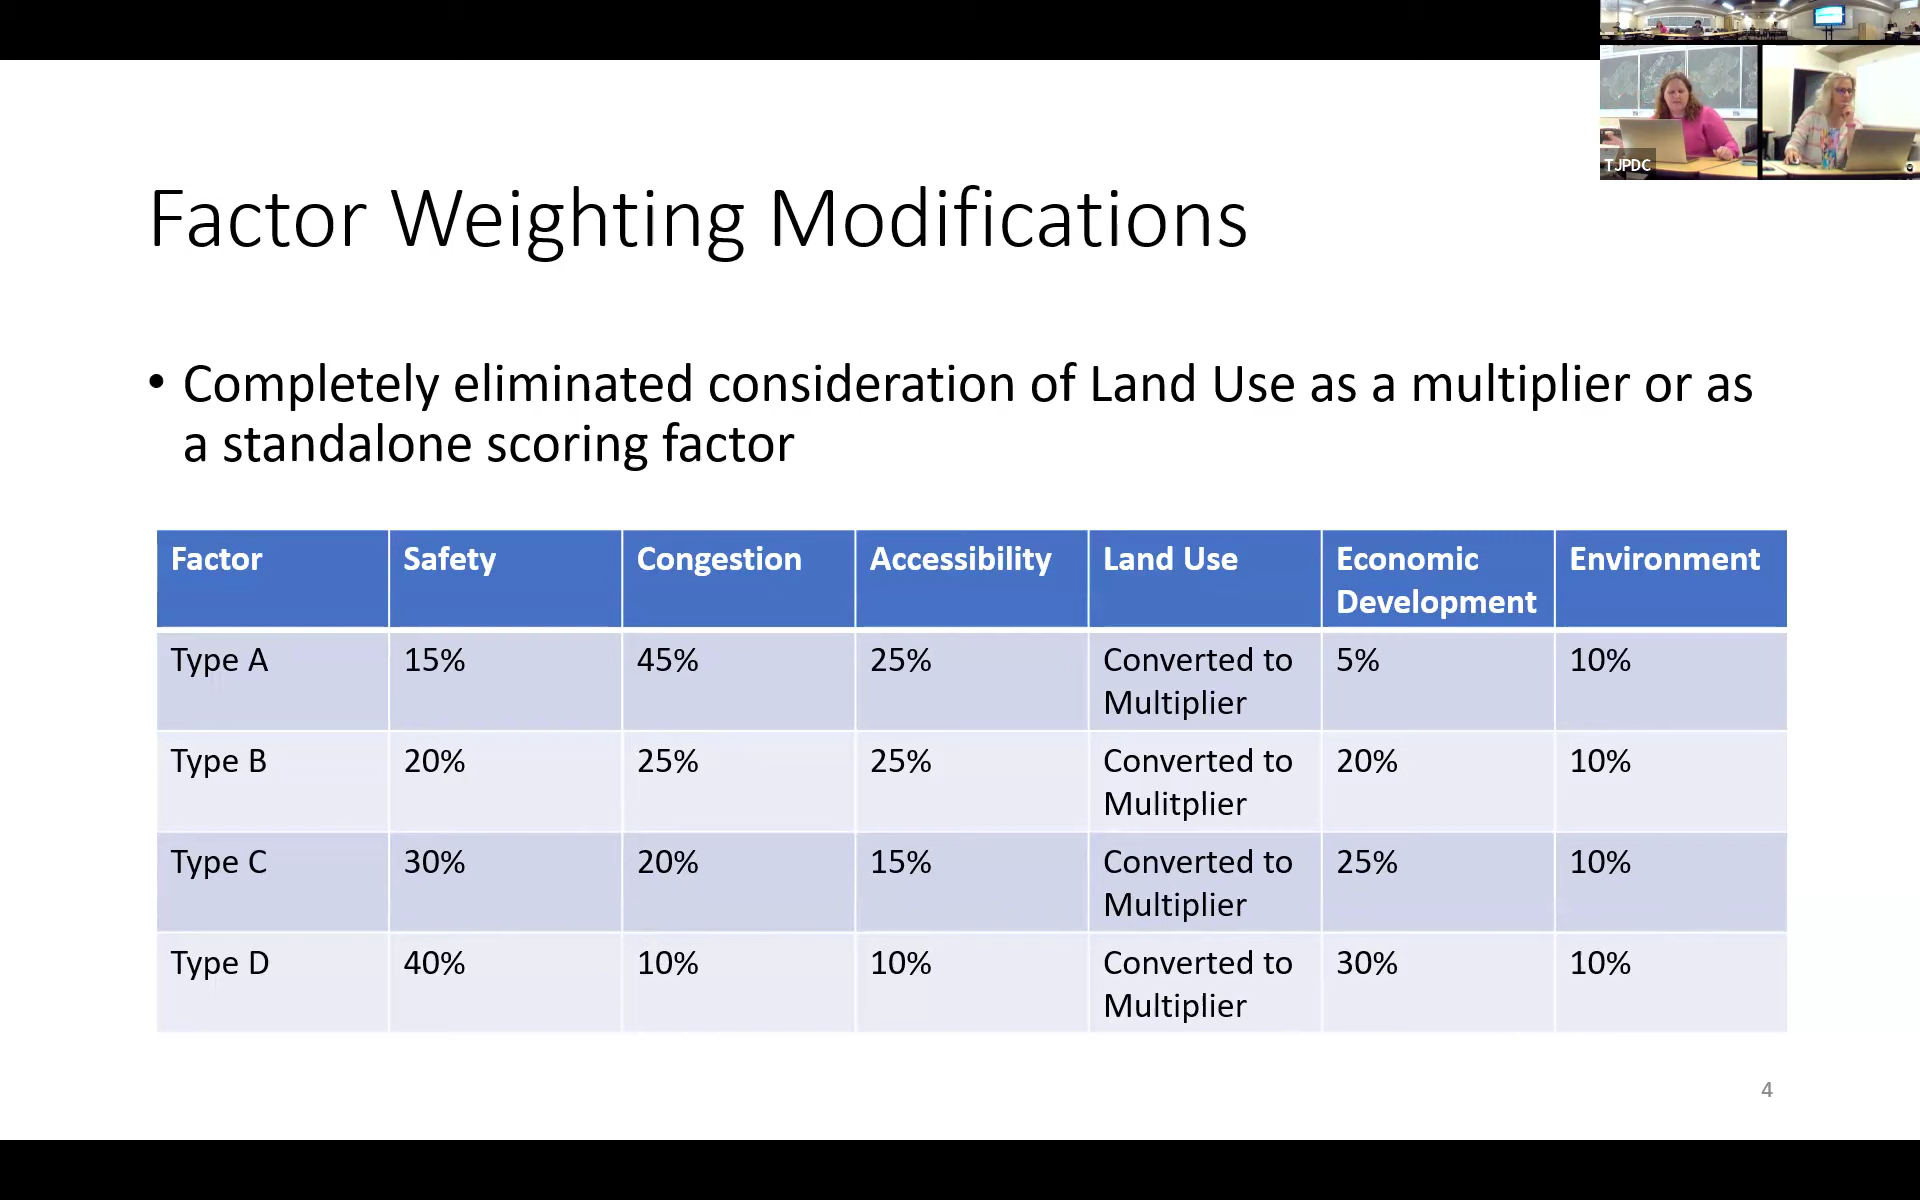 TJPDC
Factor Weighting Modifications
• Completely eliminated consideration of Land Use as a multiplier or as
a standalone scoring factor
Factor Safety Congestion Accessibility Land Use Economic Development Environment
Type A 15% 45% 25% Converted to Multiplier 5% 10%
Type B 20% 25% 25% Converted to Mulitplier 20% 10%
Type C 30% 20% 15% Converted to Multiplier 25% 10%
Type D 40% 10% 10% Converted to Multiplier 30% 10%
4